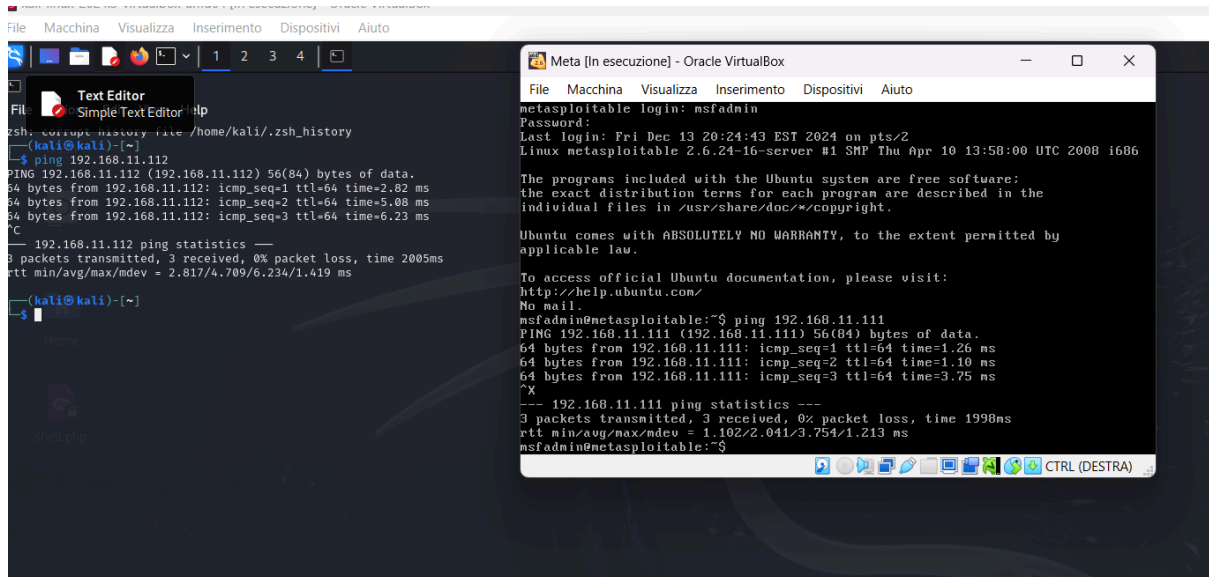 File Macchina Visualizza Inserimento Dispositivi Aiuto
1 2 3 4
Text Editor
Simple Text Editor
File Help
zsh: corrupt history file /home/kali/.zsh_history
(kali㉿kali)-[~]
$ ping 192.168.11.112
PING 192.168.11.112 (192.168.11.112) 56(84) bytes of data.
64 bytes from 192.168.11.112: icmp_seq=1 ttl=64 time=2.82 ms
64 bytes from 192.168.11.112: icmp_seq=2 ttl=64 time=5.08 ms
64 bytes from 192.168.11.112: icmp_seq=3 ttl=64 time=6.23 ms
^C
— 192.168.11.112 ping statistics —
3 packets transmitted, 3 received, 0% packet loss, time 2005ms
rtt min/avg/max/mdev = 2.817/4.709/6.234/1.419 ms
(kali㉿kali)-[~]
$
Home
shell.php
Meta [In esecuzione] - Oracle VirtualBox
File Macchina Visualizza Inserimento Dispositivi Aiuto
metasploitable login: msfadmin
Password:
Last login: Fri Dec 13 20:24:43 EST 2024 on pts/2
Linux metasploitable 2.6.24-16-server #1 SMP Thu Apr 10 13:58:00 UTC 2008 i686
The programs included with the Ubuntu system are free software;
the exact distribution terms for each program are described in the
individual files in /usr/share/doc/*/copyright.
Ubuntu comes with ABSOLUTELY NO WARRANTY, to the extent permitted by
applicable law.
To access official Ubuntu documentation, please visit:
http://help.ubuntu.com/
No mail.
msfadmin@metasploitable:~$ ping 192.168.11.111
PING 192.168.11.111 (192.168.11.111) 56(84) bytes of data.
64 bytes from 192.168.11.111: icmp_seq=1 ttl=64 time=1.26 ms
64 bytes from 192.168.11.111: icmp_seq=2 ttl=64 time=1.10 ms
64 bytes from 192.168.11.111: icmp_seq=3 ttl=64 time=3.75 ms
^X
--- 192.168.11.111 ping statistics ---
3 packets transmitted, 3 received, 0% packet loss, time 1998ms
rtt min/avg/max/mdev = 1.102/2.041/3.754/1.213 ms
msfadmin@metasploitable:~$
CTRL (DESTRA)